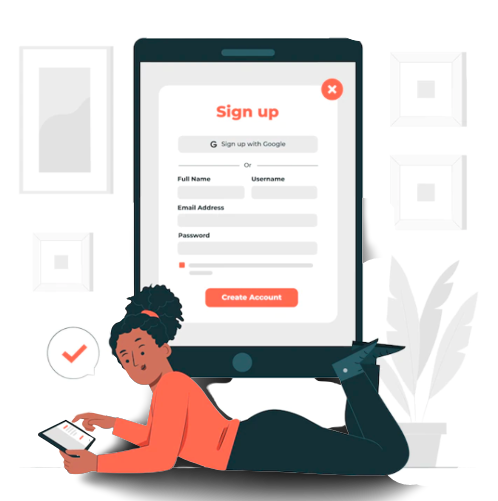 Sign up
G Sign up with Google
Or
Full Name Username
Email Address
Password
Create Account